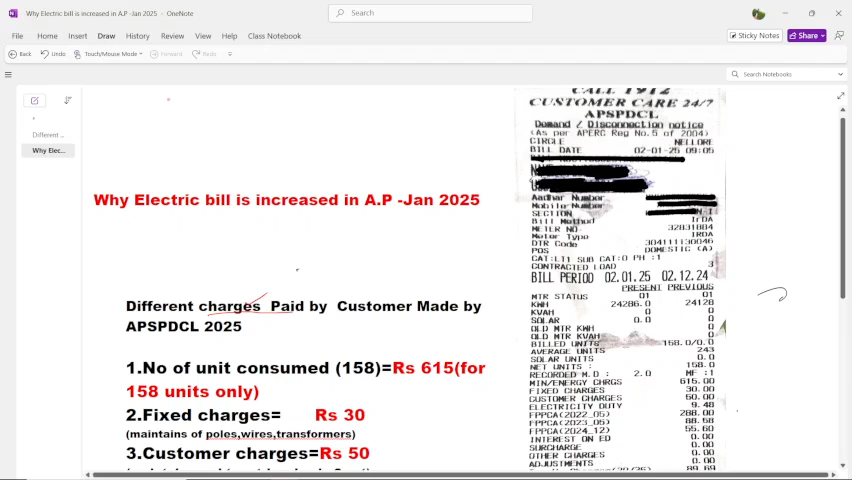 Why Electric bill is increased in A.P -Jan 2025 - OneNote
Search
File Home Insert Draw History Review View Help Class Notebook
Sticky Notes
Share
Back Undo Touch/Mouse Mode Forward Redo
Search Notebooks
Different ...
Why Elec...
Why Electric bill is increased in A.P -Jan 2025
Different charges Paid by Customer Made by
APSPDCL 2025
1.No of unit consumed (158)=Rs 615(for
158 units only)
2.Fixed charges= Rs 30
(maintains of poles,wires,transformers)
3.Customer charges=Rs 50
CALL 1912
CUSTOMER CARE 24/7
APSPDCL
Demand / Disconnection notice
(As per APERC Reg No.5 of 2004)
CIRCLE NELLORE
BILL DATE 02-01-25 09:05
Aadhar Number
Mobile Number
SECTION
Bill Method IrDA
METER NO 32831884
Meter Type IRDA
DTR Code 304111130046
POS DOMESTIC (A)
CAT:LT1 SUB CAT:0 PH :1
CONTRACTED LOAD 3
BILL PERIOD 02.01.25 02.12.24
PRESENT PREVIOUS
MTR STATUS 01 01
KWH 24286.0 24128
KVAH 0 0
SOLAR 0.0 0
OLD MTR KWH 0
OLD MTR KVAH 0
BILLED UNITS 158.0/0.0
AVERAGE UNITS 243
SOLAR UNITS 0.0
NET UNITS : 158.0
RECORDED M.D : 2.0 MF :1
MIN/ENERGY CHRGS 615.00
FIXED CHARGES 30.00
CUSTOMER CHARGES 50.00
ELECTRICITY DUTY 9.48
FPPCA(2022_05) 288.00
FPPCA(2023_05) 88.58
FPPCA(2024_12) 55.60
INTEREST ON ED 0.00
SURCHARGE 0.00
OTHER CHARGES 0.00
ADJUSTMENTS 0.00
89.69